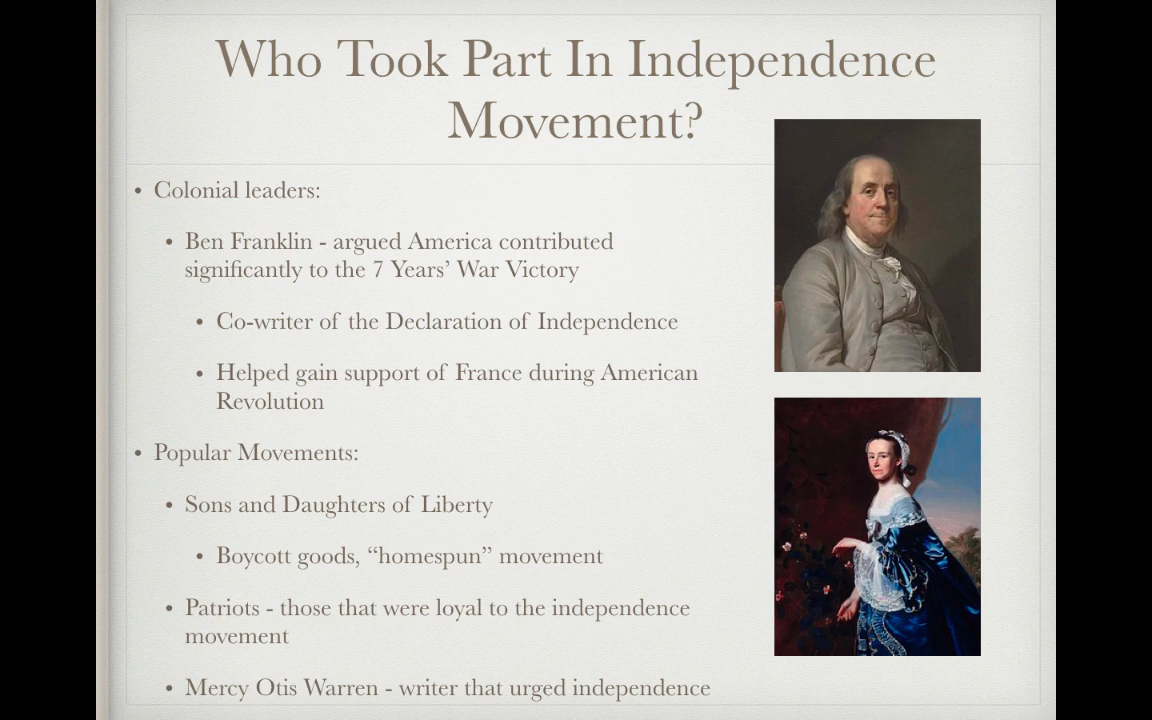 Who Took Part In Independence
Movement?
• Colonial leaders:
• Ben Franklin - argued America contributed
significantly to the 7 Years’ War Victory
• Co-writer of the Declaration of Independence
• Helped gain support of France during American
Revolution
• Popular Movements:
• Sons and Daughters of Liberty
• Boycott goods, “homespun” movement
• Patriots - those that were loyal to the independence
movement
• Mercy Otis Warren - writer that urged independence